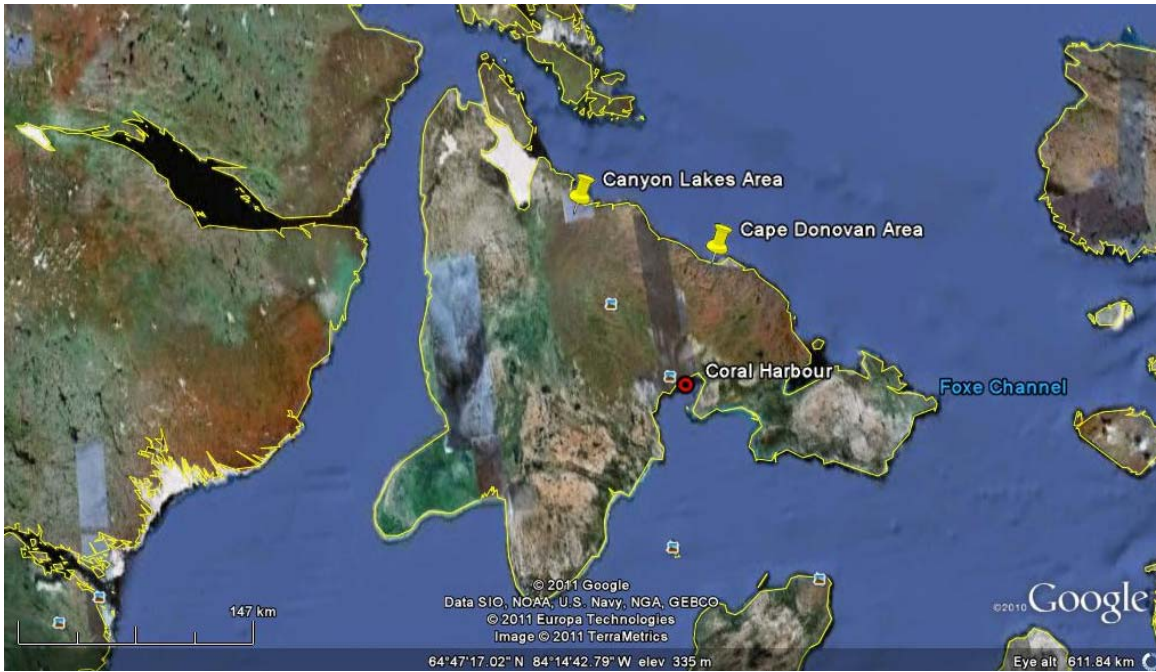 Canyon Lakes Area
Cape Donovan Area
Coral Harbour
Foxe Channel
147 km
© 2011 Google
Data SIO, NOAA, U.S. Navy, NGA, GEBCO
© 2011 Europa Technologies
Image © 2011 TerraMetrics
©2010 Google
64°47'17.02" N 84°14'42.79" W elev 335 m
Eye alt 611.84 km